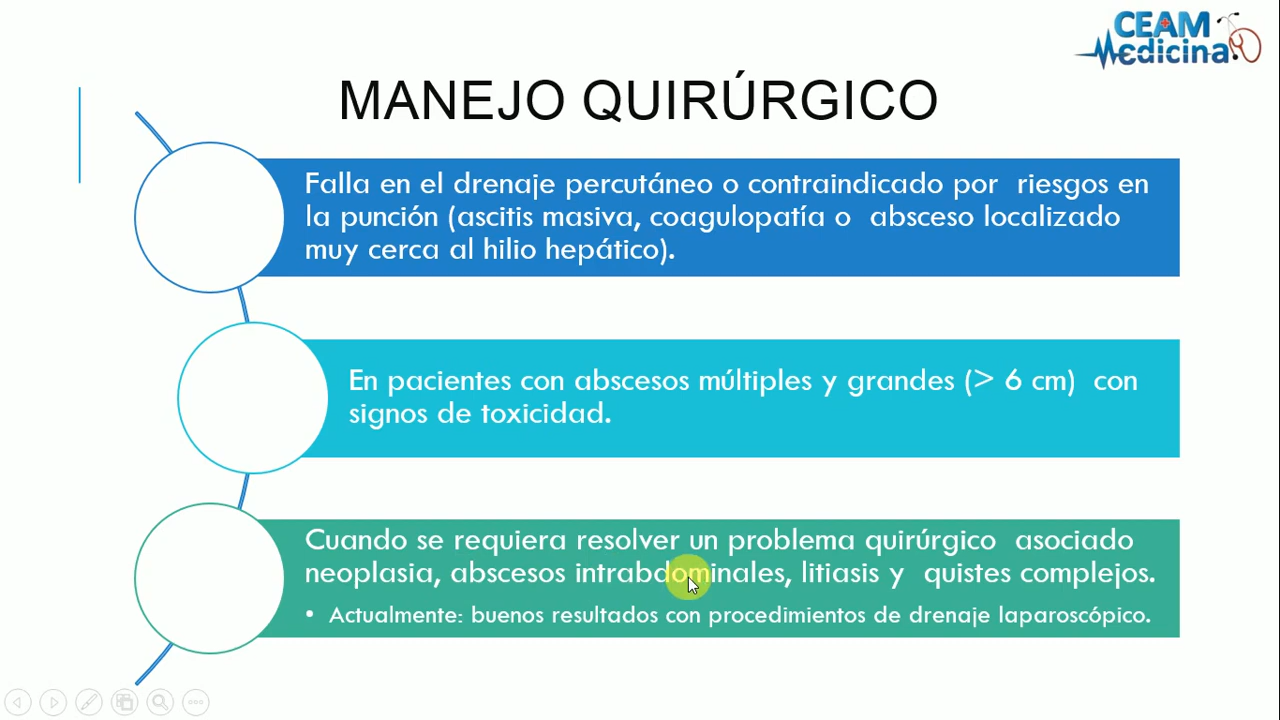 CEAM
Medicina
MANEJO QUIRÚRGICO
Falla en el drenaje percutáneo o contraindicado por riesgos en
la punción (ascitis masiva, coagulopatía o absceso localizado
muy cerca al hilio hepático).
En pacientes con abscesos múltiples y grandes (> 6 cm) con
signos de toxicidad.
Cuando se requiera resolver un problema quirúrgico asociado
neoplasia, abscesos intrabdominales, litiasis y quistes complejos.
• Actualmente: buenos resultados con procedimientos de drenaje laparoscópico.